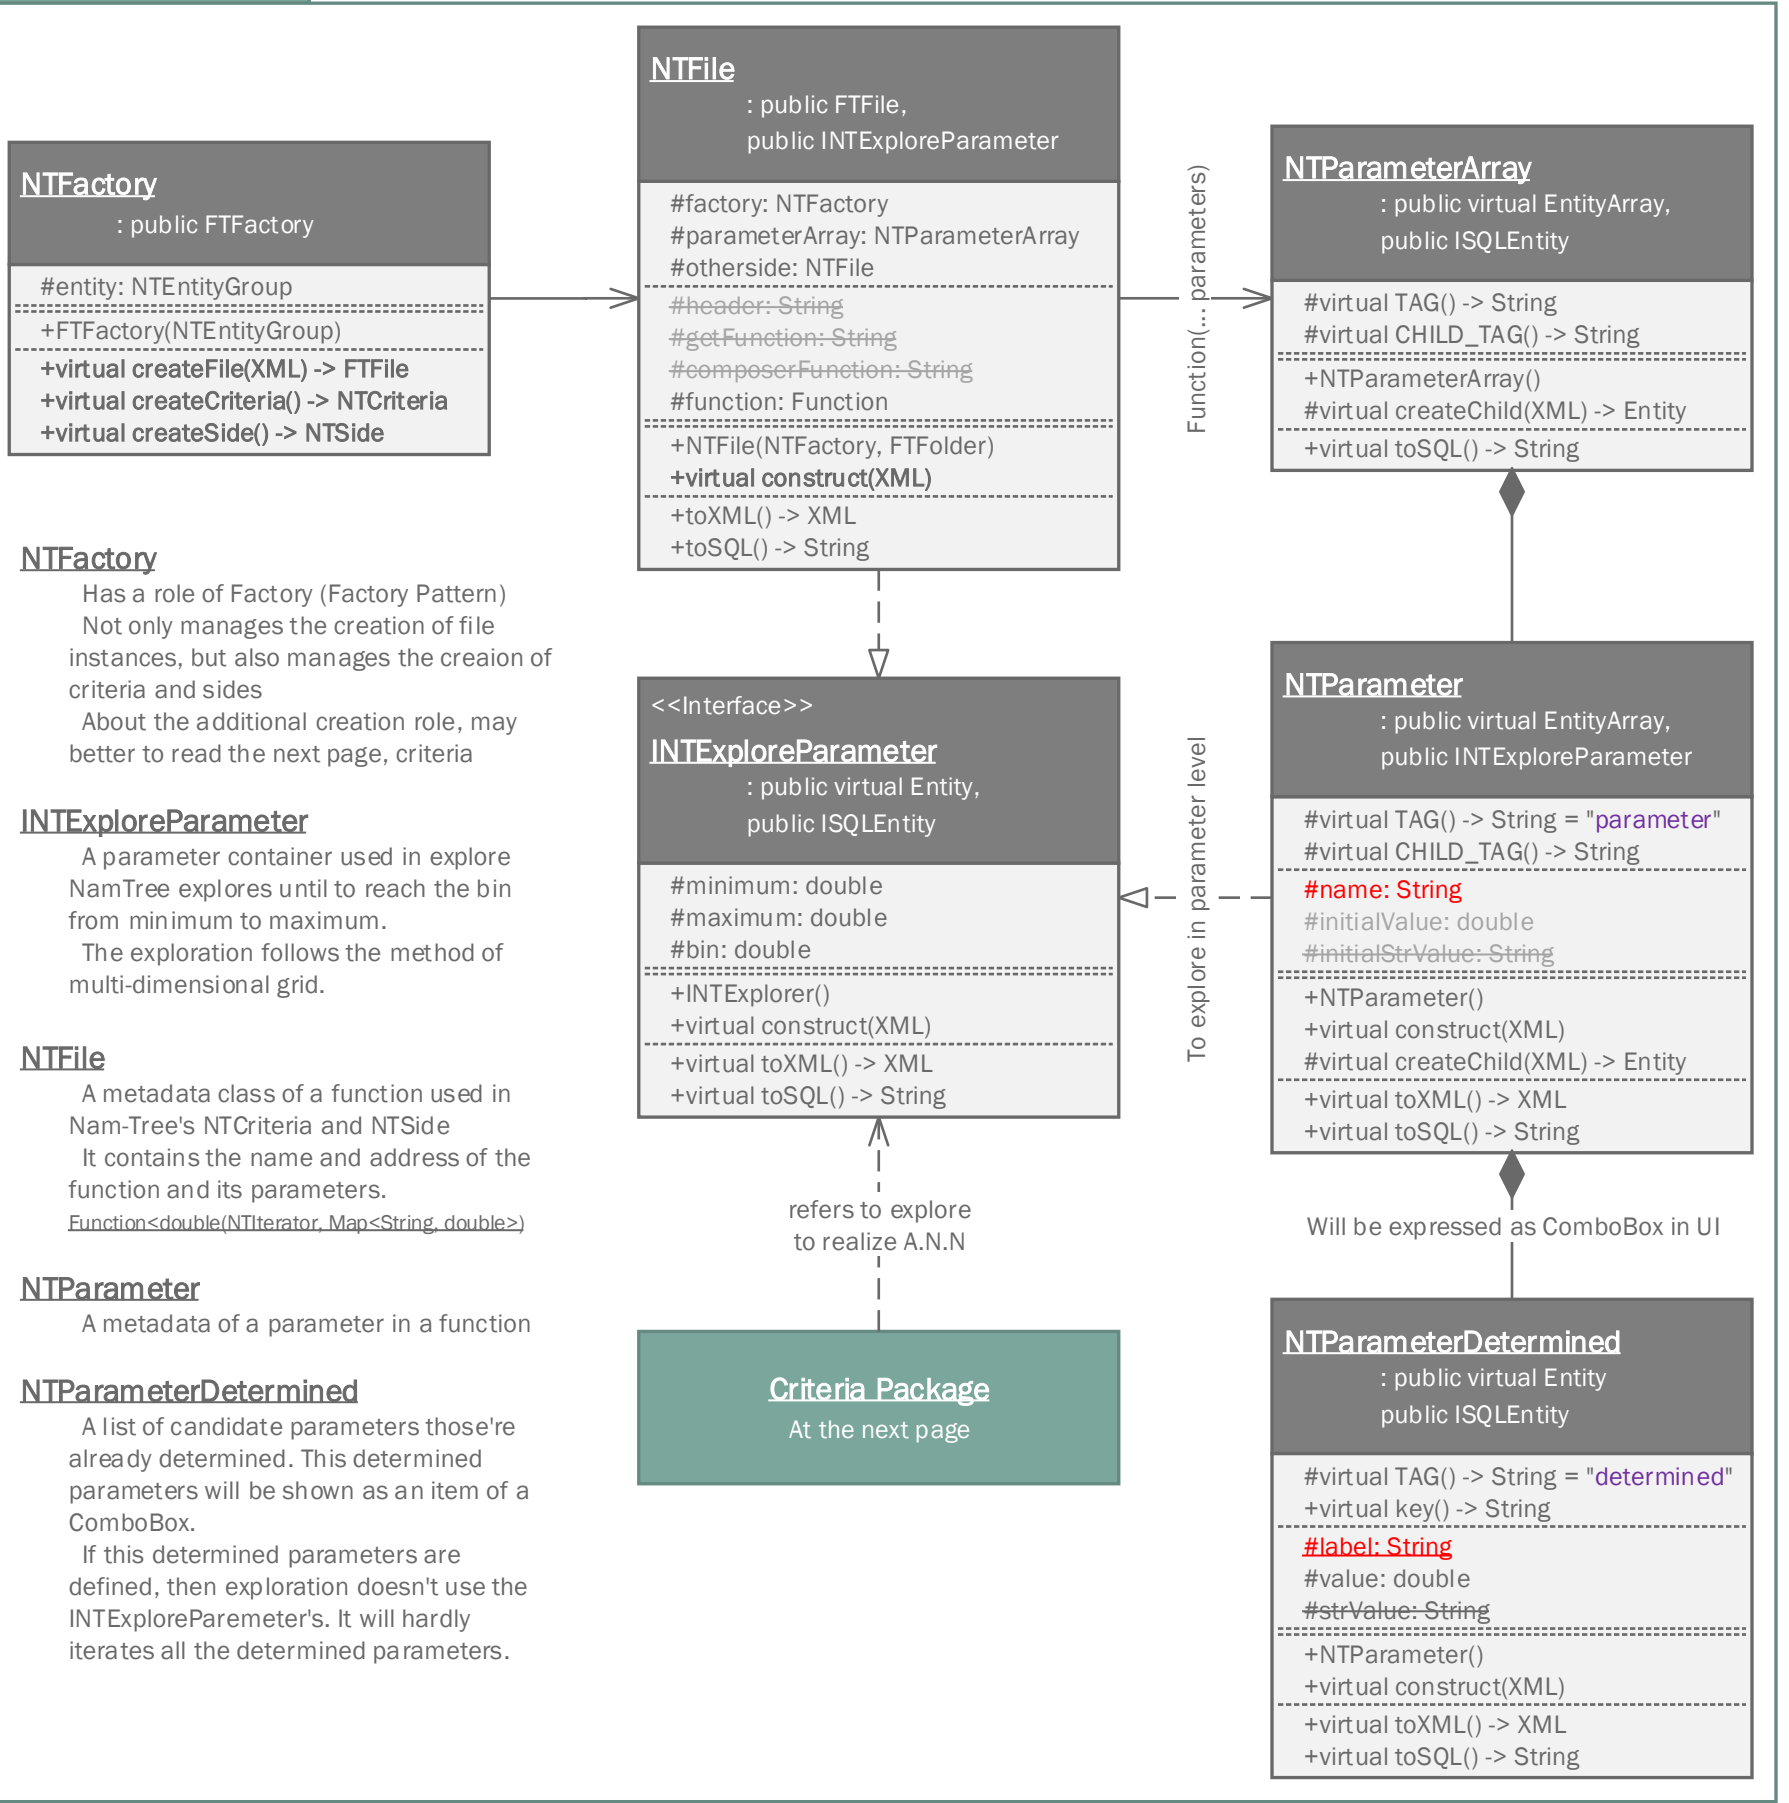 NTFactory
: public FTFactory
#entity: NTEntityGroup
+FTFactory(NTEntityGroup)
+virtual createFile(XML) -> FTFile
+virtual createCriteria() -> NTCriteria
+virtual createSide() -> NTSide
NTFile
: public FTFile,
public INTExploreParameter
#factory: NTFactory
#parameterArray: NTParameterArray
#otherside: NTFile
#header: String
#getFunction: String
#composerFunction: String
#function: Function
+NTFile(NTFactory, FTFolder)
+virtual construct(XML)
+toXML() -> XML
+toSQL() -> String
Function(... parameters)
NTParameterArray
: public virtual EntityArray,
public ISQLEntity
#virtual TAG() -> String
#virtual CHILD_TAG() -> String
+NTParameterArray()
#virtual createChild(XML) -> Entity
+virtual toSQL() -> String
NTFactory
Has a role of Factory (Factory Pattern)
Not only manages the creation of file
instances, but also manages the creaion of
criteria and sides
About the additional creation role, may
better to read the next page, criteria
INTExploreParameter
A parameter container used in explore
NamTree explores until to reach the bin
from minimum to maximum.
The exploration follows the method of
multi-dimensional grid.
NTFile
A metadata class of a function used in
Nam-Tree's NTCriteria and NTSide
It contains the name and address of the
function and its parameters.
Function<double(NTIterator, Map<String, double>)
NTParameter
A metadata of a parameter in a function
NTParameterDetermined
A list of candidate parameters those're
already determined. This determined
parameters will be shown as an item of a
ComboBox.
If this determined parameters are
defined, then exploration doesn't use the
INTExploreParemeter's. It will hardly
iterates all the determined parameters.
<<Interface>>
INTExploreParameter
: public virtual Entity,
public ISQLEntity
#minimum: double
#maximum: double
#bin: double
+INTExplorer()
+virtual construct(XML)
+virtual toXML() -> XML
+virtual toSQL() -> String
refers to explore
to realize A.N.N
Criteria Package
At the next page
To explore in parameter level
NTParameter
: public virtual EntityArray,
public INTExploreParameter
#virtual TAG() -> String = "parameter"
#virtual CHILD_TAG() -> String
#name: String
#initialValue: double
#initialStrValue: String
+NTParameter()
+virtual construct(XML)
#virtual createChild(XML) -> Entity
+virtual toXML() -> XML
+virtual toSQL() -> String
Will be expressed as ComboBox in UI
NTParameterDetermined
: public virtual Entity
public ISQLEntity
#virtual TAG() -> String = "determined"
+virtual key() -> String
#label: String
#value: double
#strValue: String
+NTParameter()
+virtual construct(XML)
+virtual toXML() -> XML
+virtual toSQL() -> String